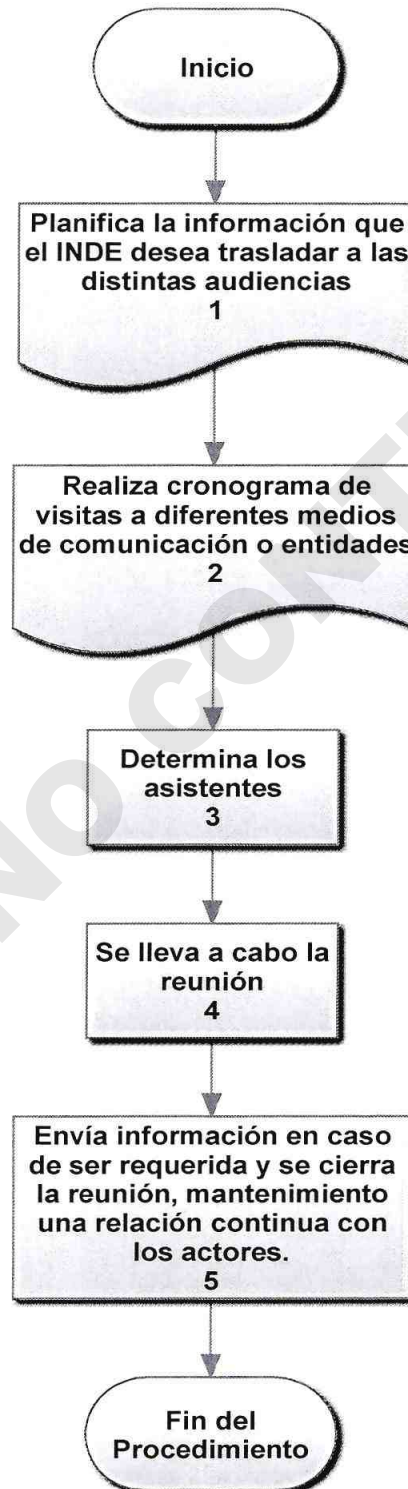 Inicio
Planifica la información que
el INDE desea trasladar a las
distintas audiencias
1
Realiza cronograma de
visitas a diferentes medios
de comunicación o entidades
2
Determina los
asistentes
3
Se lleva a cabo la
reunión
4
Envía información en caso
de ser requerida y se cierra
la reunión, mantenimiento
una relación continua con
los actores.
5
Fin del
Procedimiento
NO CONT